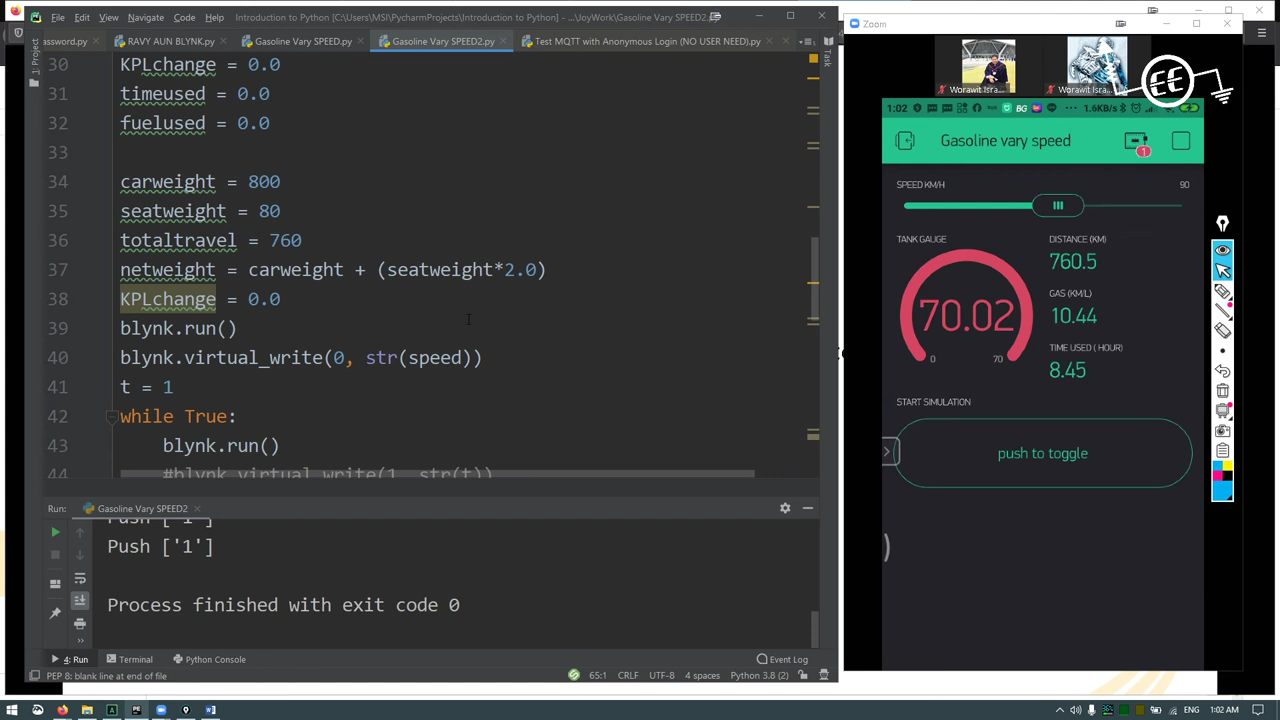 File Edit View Navigate Code Introduction to Python [C:\Users\MSI\PycharmProjects\Introduction to Python] - ...\JoyWork\Gasoline Vary SPEED2.py
assword.py RAV AUN BLYNK.py Gasoline Vary SPEED.py Gasoline Vary SPEED2.py Test MQTT with Anonymous Login (NO USER NEED).py
1: Project
Task
30 KPLchange = 0.0
31 timeused = 0.0
32 fuelused = 0.0
33
34 carweight = 800
35 seatweight = 80
36 totaltravel = 760
37 netweight = carweight + (seatweight*2.0)
38 KPLchange = 0.0
39 blynk.run()
40 blynk.virtual_write(0, str(speed))
41 t = 1
42 while True:
43 blynk.run()
44 #blynk.virtual_write(1, str(t))
Run: Gasoline Vary SPEED2
Push ['1']
Push ['1']
Process finished with exit code 0
4: Run Terminal Python Console Event Log
PEP 8: blank line at end of file 65:1 CRLF UTF-8 4 spaces Python 3.8 (2)
Zoom
Worawit Isra... Worawit Isra...
EE
1:02 BG 1.6KB/s
Gasoline vary speed 1
SPEED KM/H 90
TANK GAUGE
70.02
0 70
DISTANCE (KM)
760.5
GAS (KM/L)
10.44
TIME USED ( HOUR)
8.45
START SIMULATION
push to toggle
1:02 AM